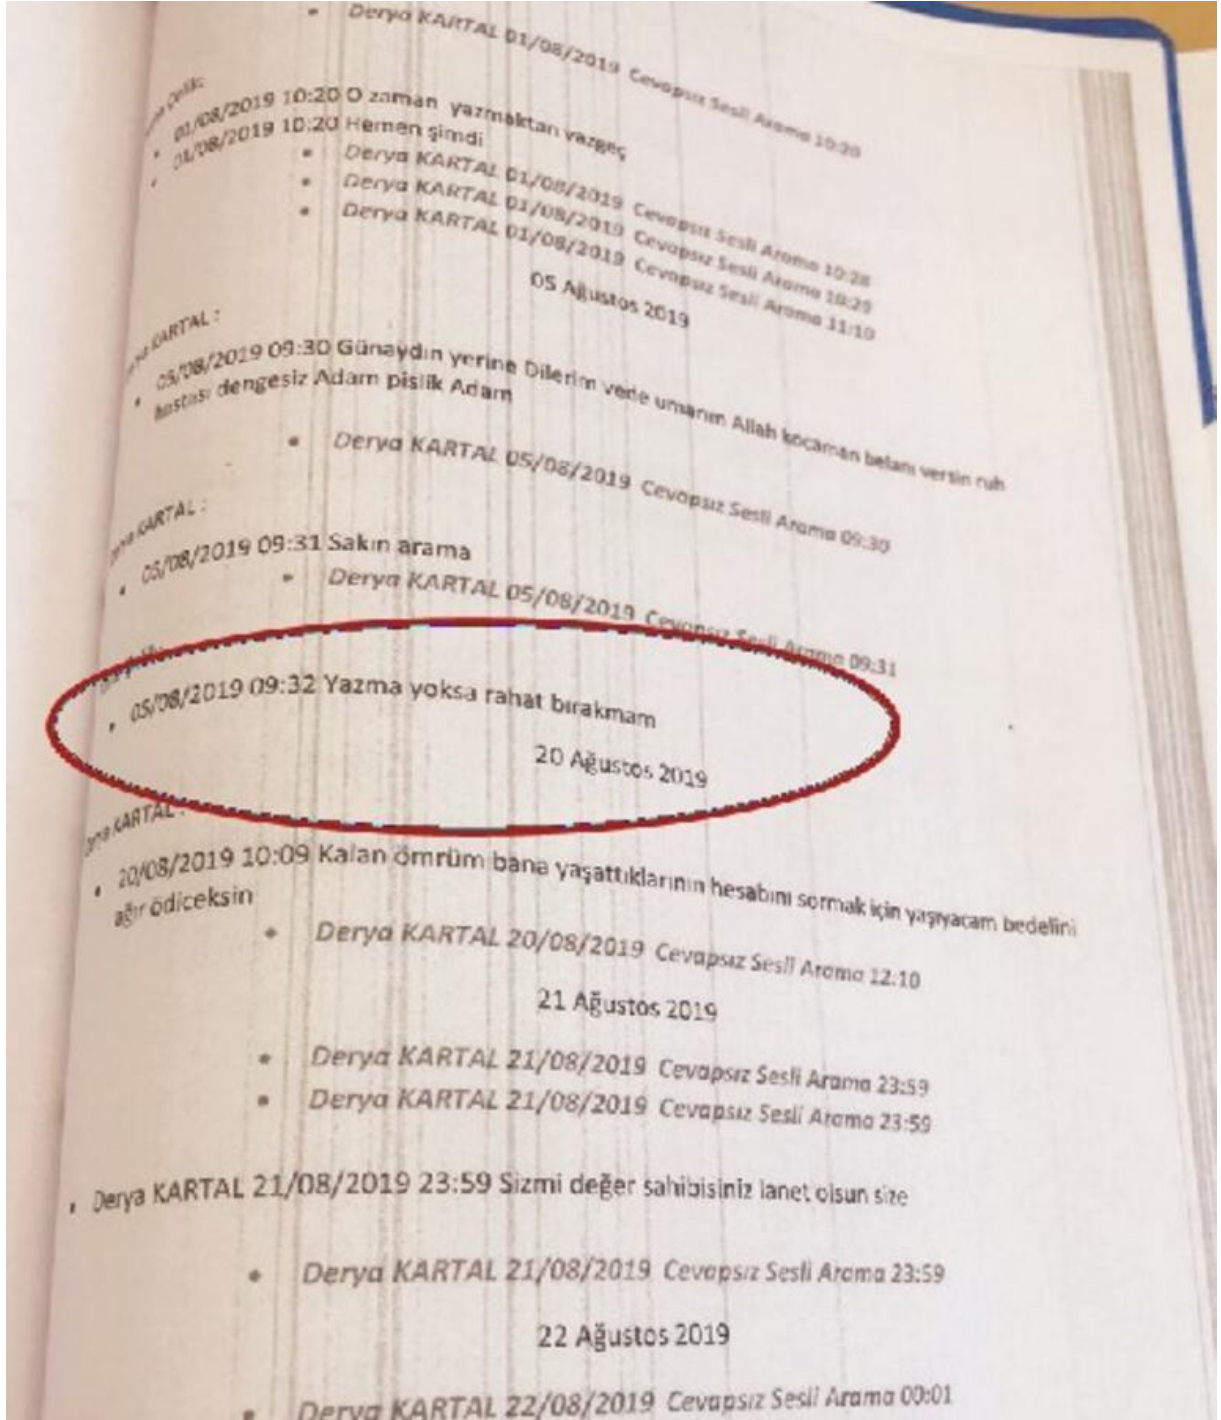 • Derya KARTAL 01/08/2019 Cevapsız Sesli Arama 10:20
Çelik:
• 01/08/2019 10:20 O zaman yazmaktan vazgeç
• 01/08/2019 10:20 Hemen şimdi
• Derya KARTAL 01/08/2019 Cevapsız Sesli Arama 10:28
• Derya KARTAL 01/08/2019 Cevapsız Sesli Arama 10:29
• Derya KARTAL 01/08/2019 Cevapsız Sesli Arama 11:10
05 Ağustos 2019
KARTAL :
• 05/08/2019 09:30 Günaydın yerine Dilerim vede umarım Allah kocaman belanı versin ruh
hastası dengesiz Adam pislik Adam
• Derya KARTAL 05/08/2019 Cevapsız Sesli Arama 09:30
Derya KARTAL :
• 05/08/2019 09:31 Sakın arama
• Derya KARTAL 05/08/2019 Cevapsız Sesli Arama 09:31
• 05/08/2019 09:32 Yazma yoksa rahat bırakmam
20 Ağustos 2019
Derya KARTAL :
• 20/08/2019 10:09 Kalan ömrüm bana yaşattıklarının hesabını sormak için yaşıyacam bedelini
ağır ödiceksin
• Derya KARTAL 20/08/2019 Cevapsız Sesli Arama 12:10
21 Ağustos 2019
• Derya KARTAL 21/08/2019 Cevapsız Sesli Arama 23:59
• Derya KARTAL 21/08/2019 Cevapsız Sesli Arama 23:59
• Derya KARTAL 21/08/2019 23:59 Sizmi değer sahibisiniz lanet olsun size
• Derya KARTAL 21/08/2019 Cevapsız Sesli Arama 23:59
22 Ağustos 2019
• Derya KARTAL 22/08/2019 Cevapsız Sesli Arama 00:01